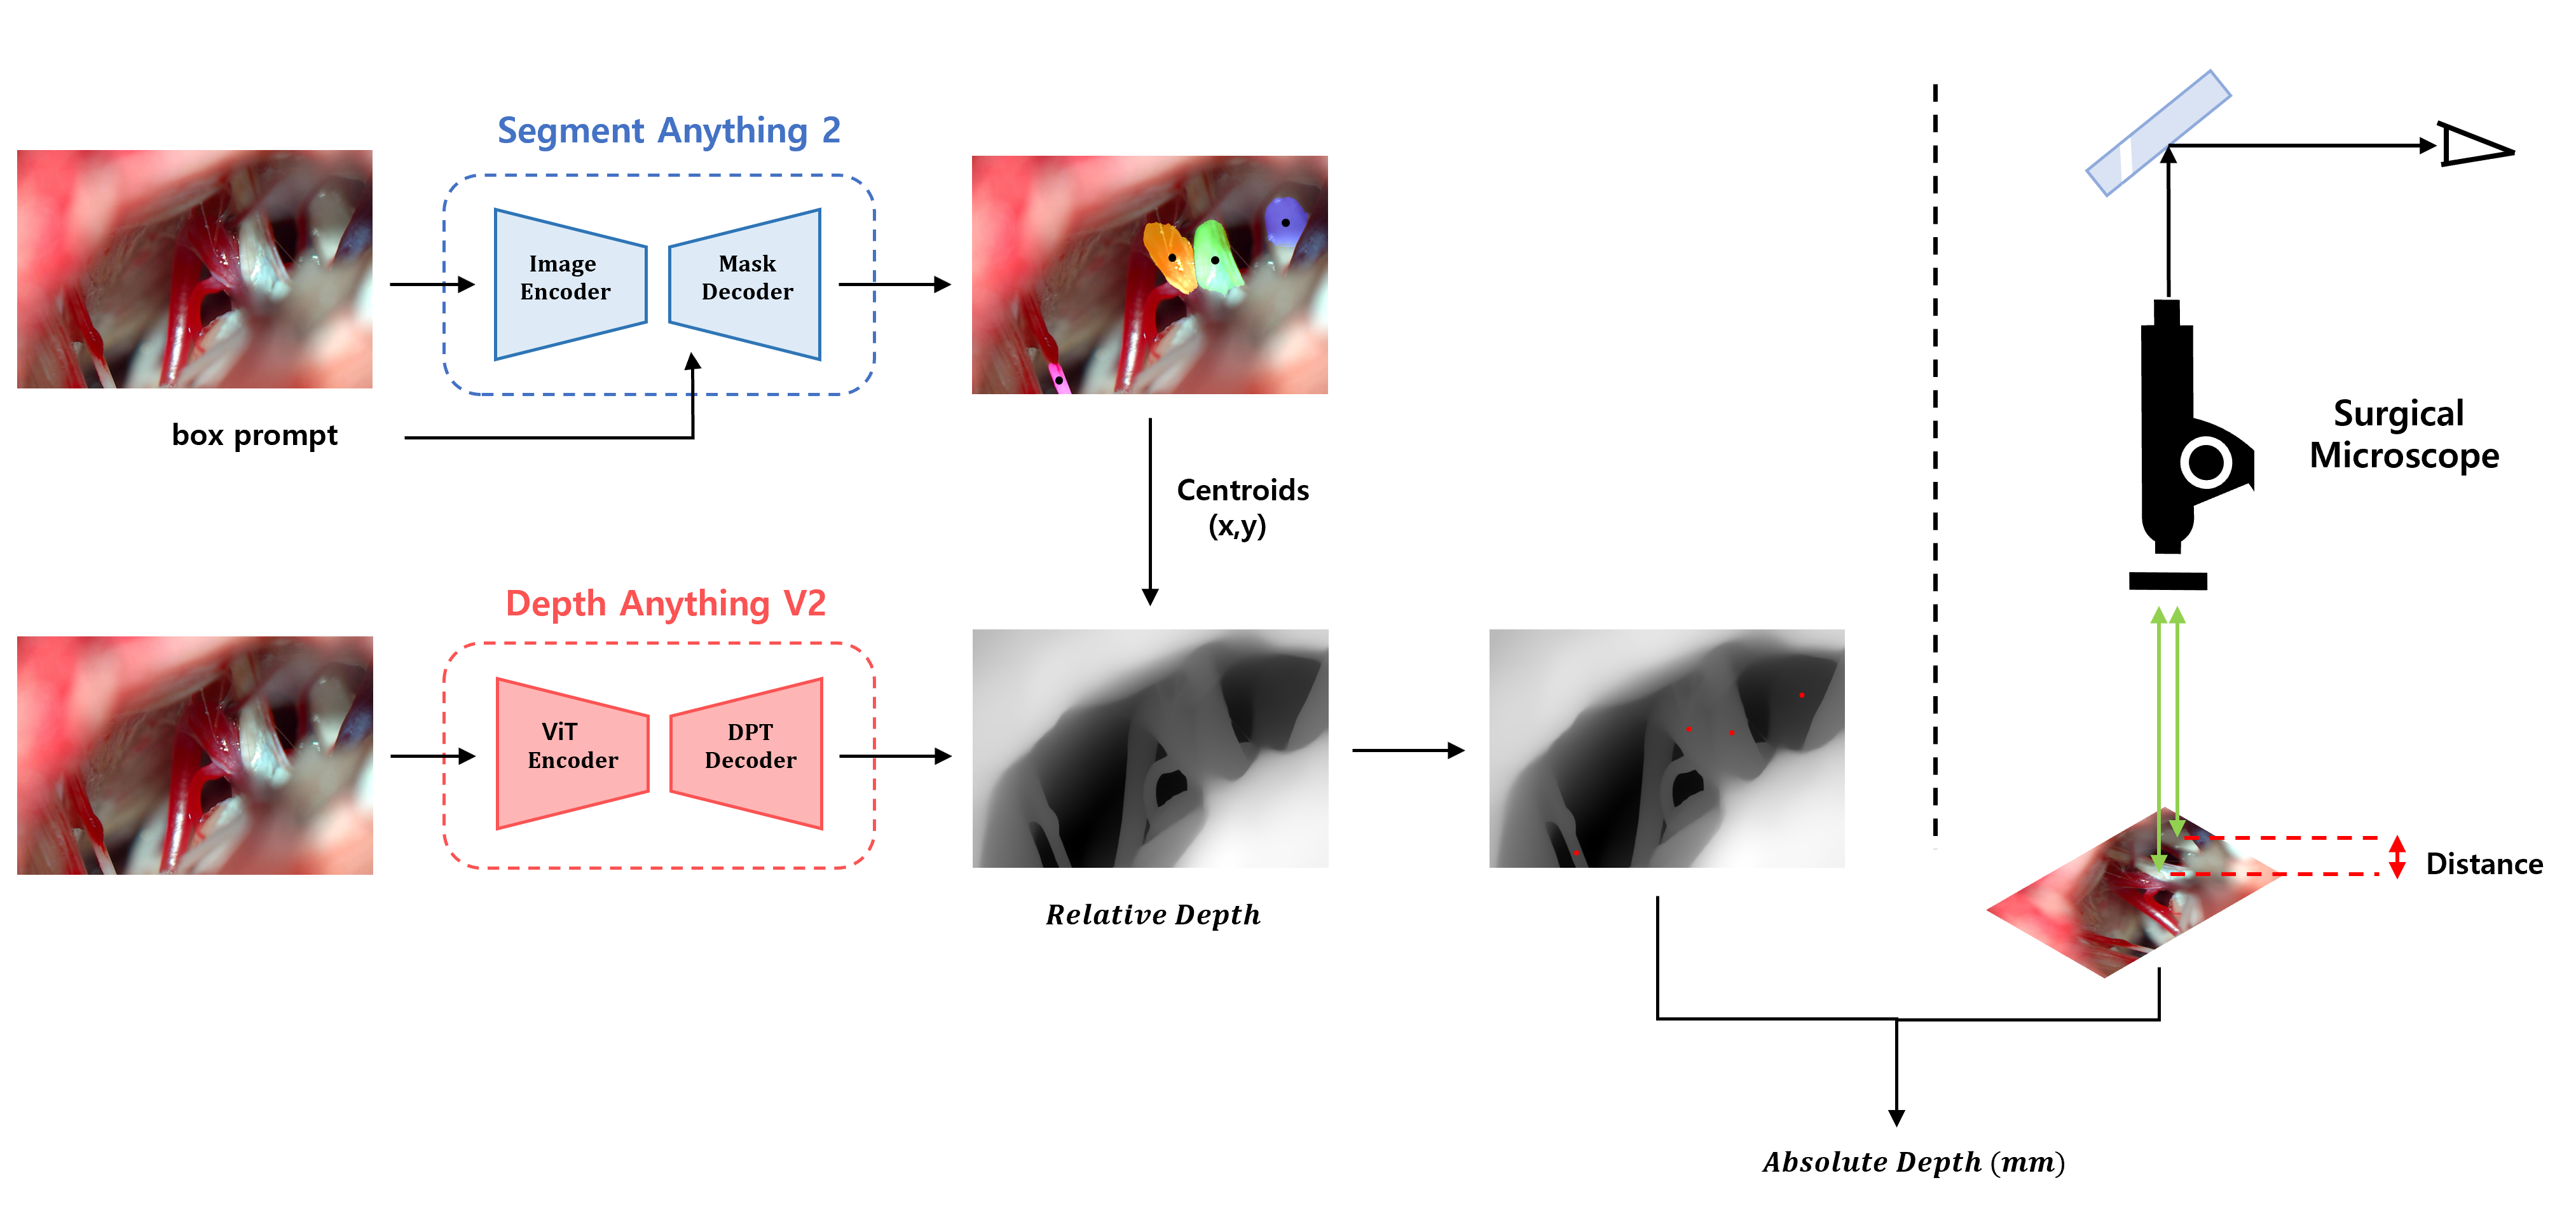 Segment Anything 2
Image
Encoder
Mask
Decoder
box prompt
Centroids
(x,y)
Depth Anything V2
ViT
Encoder
DPT
Decoder
Relative Depth
Surgical
Microscope
Distance
Absolute Depth (mm)